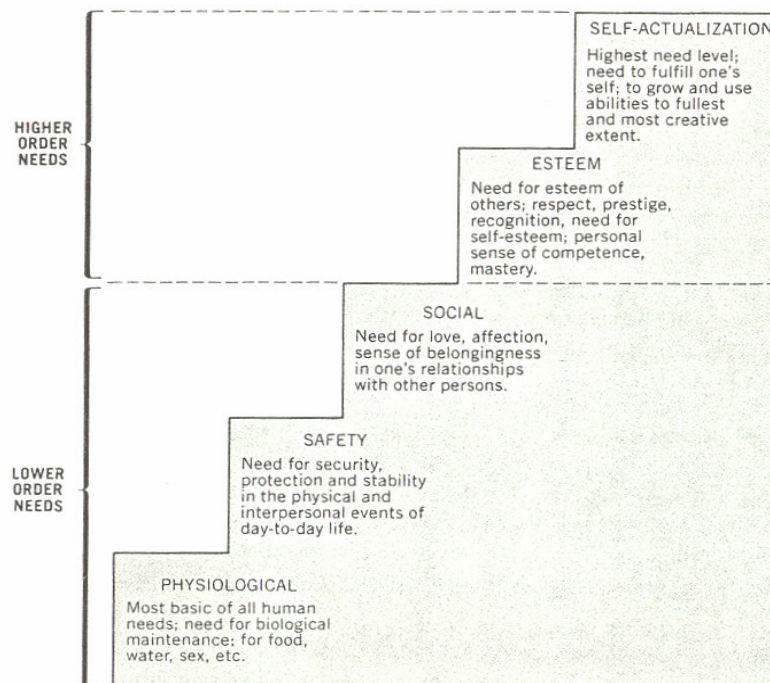 SELF-ACTUALIZATION
Highest need level;
need to fulfill one's
self; to grow and use
abilities to fullest
and most creative
extent.
HIGHER
ORDER
NEEDS
ESTEEM
Need for esteem of
others; respect, prestige,
recognition, need for
self-esteem; personal
sense of competence,
mastery.
SOCIAL
Need for love, affection,
sense of belongingness
in one's relationships
with other persons.
SAFETY
Need for security,
protection and stability
in the physical and
interpersonal events of
day-to-day life.
LOWER
ORDER
NEEDS
PHYSIOLOGICAL
Most basic of all human
needs; need for biological
maintenance; for food,
water, sex, etc.